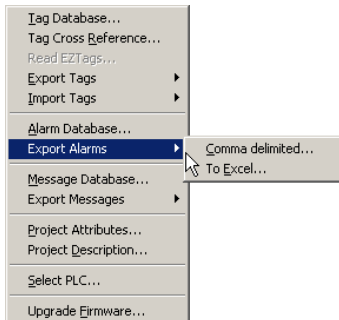 Tag Database...
Tag Cross Reference...
Read EZTags...
Export Tags
Import Tags
Alarm Database...
Export Alarms
Comma delimited...
To Excel...
Message Database...
Export Messages
Project Attributes...
Project Description...
Select PLC...
Upgrade Firmware...